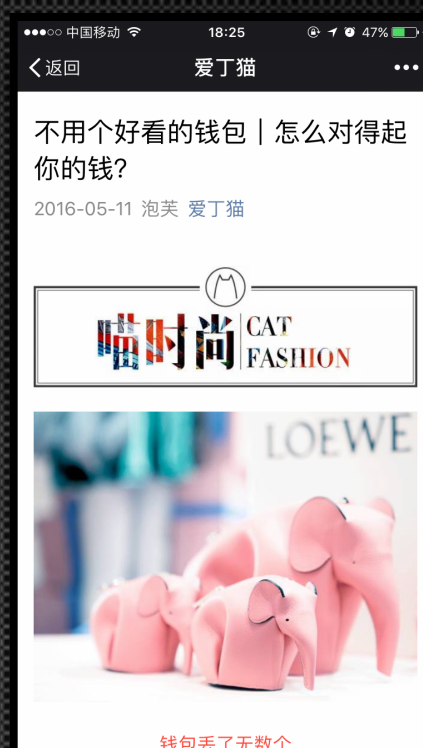 中国移动 18:25 47%
返回 爱丁猫
不用个好看的钱包｜怎么对得起
你的钱?
2016-05-11 泡芙 爱丁猫
喵时尚 CAT
FASHION
LOEWE
钱包丢了无数个